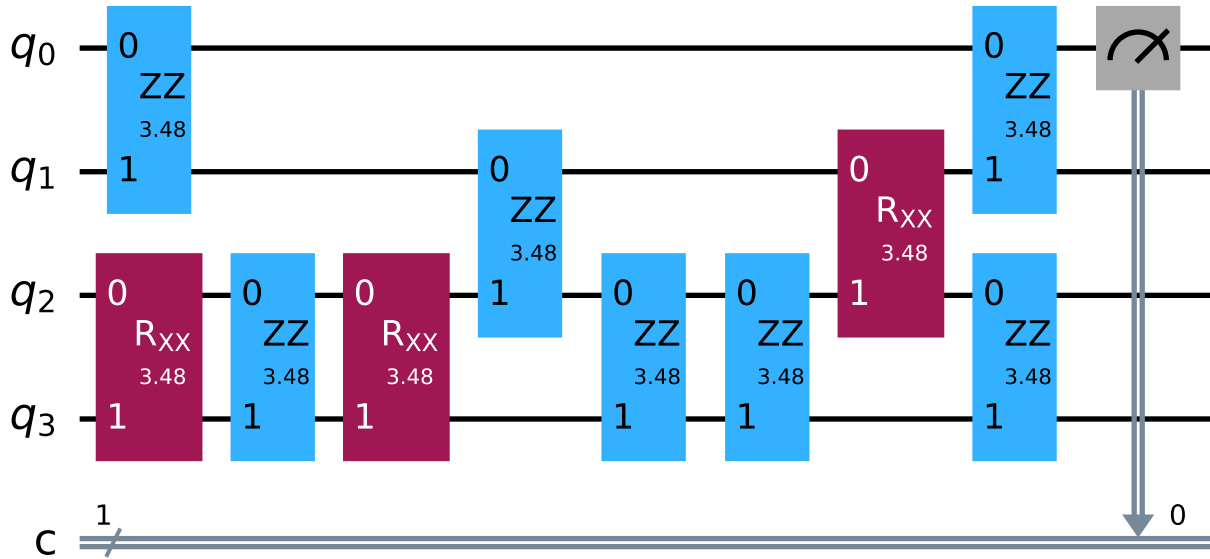 q0 0 ZZ 3.48 1
0 ZZ 3.48 1
q1
0 ZZ 3.48 1
0 RXX 3.48 1
q2 0 RXX 3.48 1
0 ZZ 3.48 1
0 RXX 3.48 1
0 ZZ 3.48 1
0 ZZ 3.48 1
0 ZZ 3.48 1
q3
c 1 0